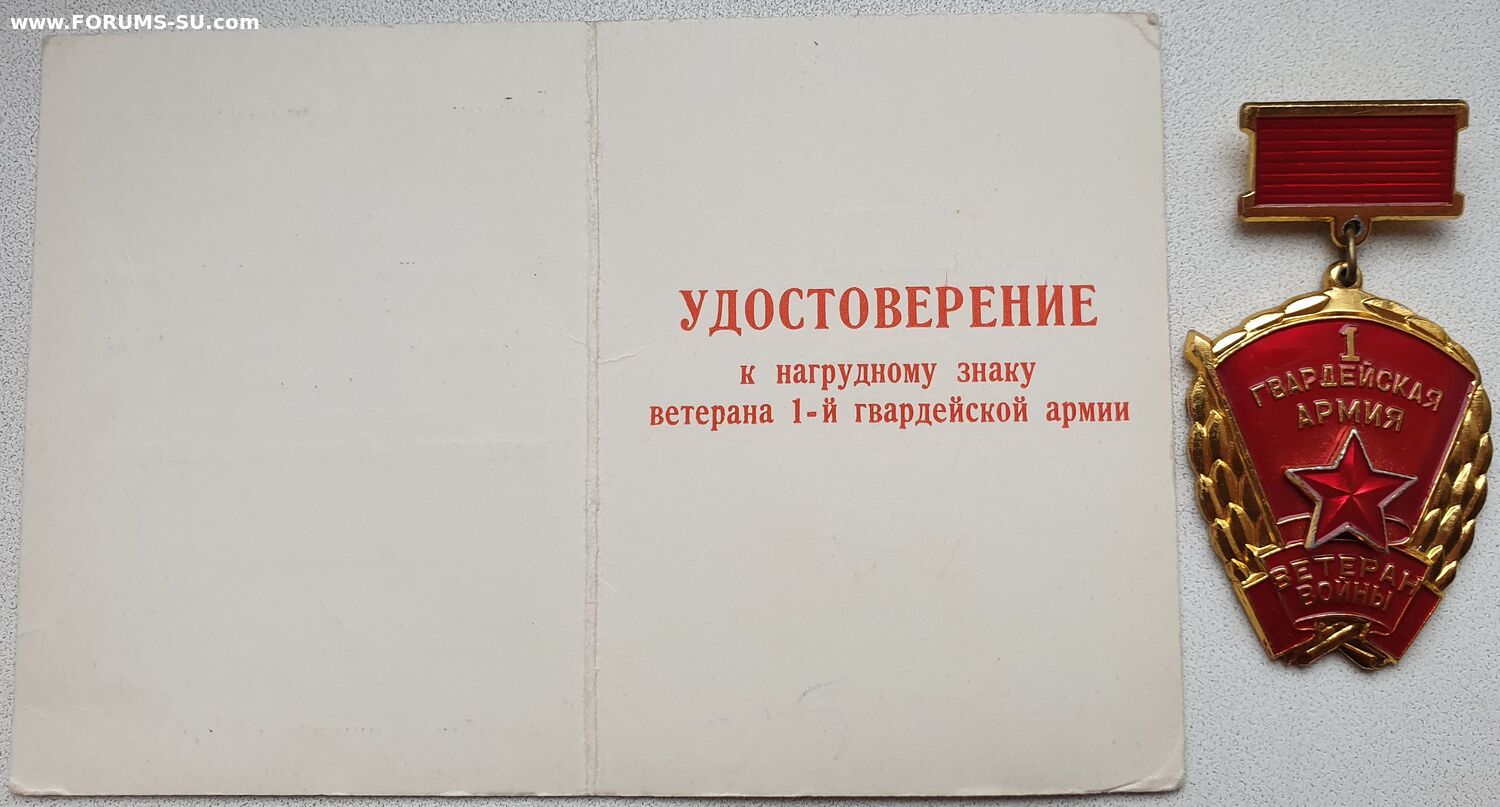 www.FORUMS-SU.com
УДОСТОВЕРЕНИЕ
к нагрудному знаку
ветерана 1-й гвардейской армии
1
ГВАРДЕЙСКАЯ
АРМИЯ
ВЕТЕРАН
ВОЙНЫ